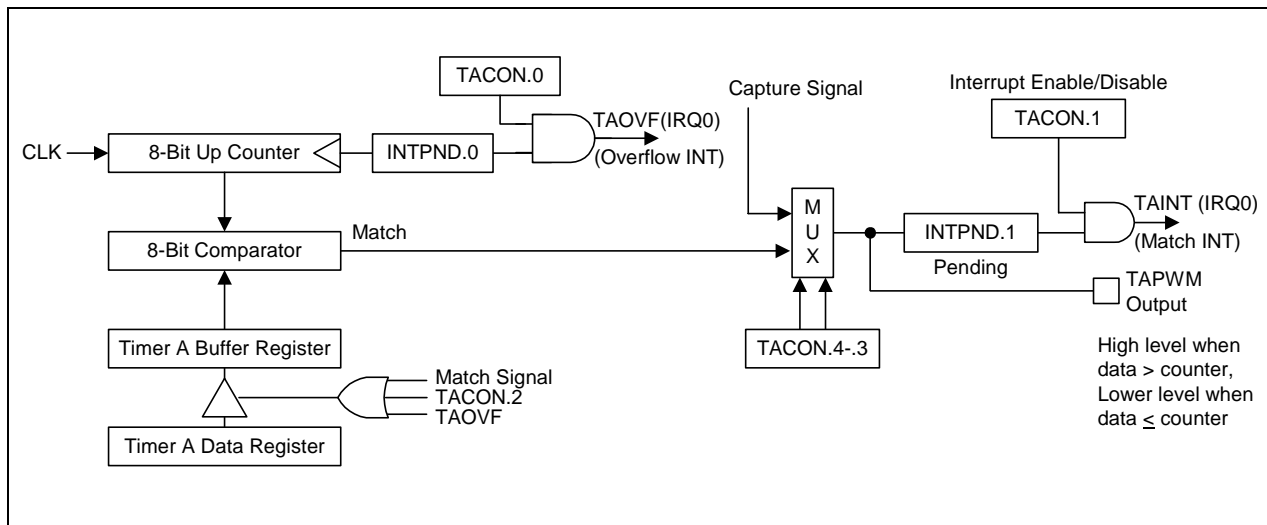 TACON.0
Capture Signal
Interrupt Enable/Disable
TACON.1
TAOVF(IRQ0)
(Overflow INT)
CLK
8-Bit Up Counter
INTPND.0
M
U
X
TAINT (IRQ0)
(Match INT)
8-Bit Comparator
Match
INTPND.1
Pending
TAPWM
Output
Timer A Buffer Register
TACON.4-.3
High level when
data > counter,
Lower level when
data ≤ counter
Match Signal
TACON.2
TAOVF
Timer A Data Register